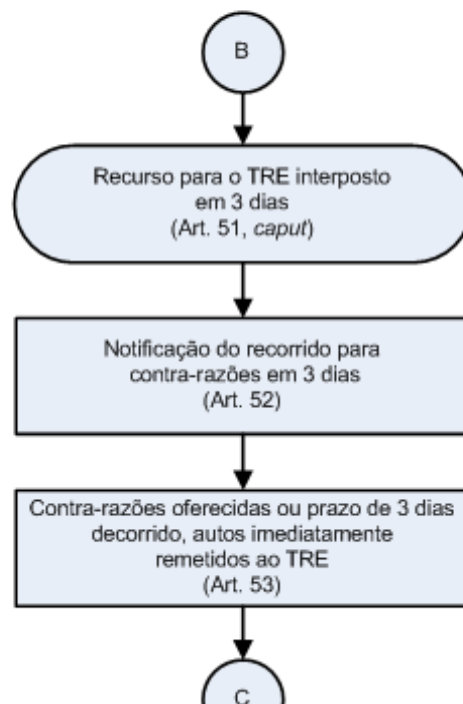 B
Recurso para o TRE interposto
em 3 dias
(Art. 51, caput)
Notificação do recorrido para
contra-razões em 3 dias
(Art. 52)
Contra-razões oferecidas ou prazo de 3 dias
decorrido, autos imediatamente
remetidos ao TRE
(Art. 53)
C